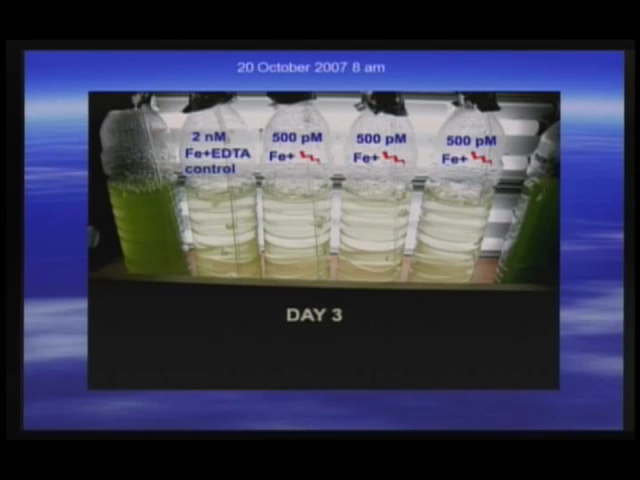 20 October 2007 8 am
2 nM
Fe+EDTA
control
500 pM
Fe+
500 pM
Fe+
500 pM
Fe+
DAY 3